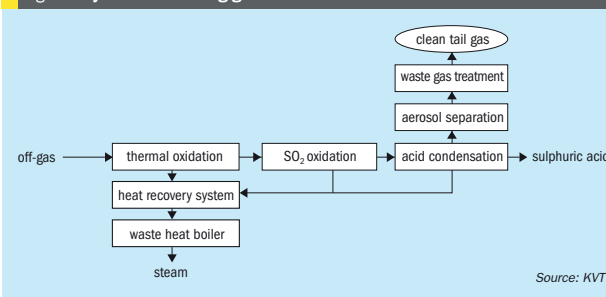 clean tail gas
waste gas treatment
aerosol separation
off-gas
thermal oxidation
SO₂ oxidation
acid condensation
sulphuric acid
heat recovery system
waste heat boiler
steam
Source: KVT